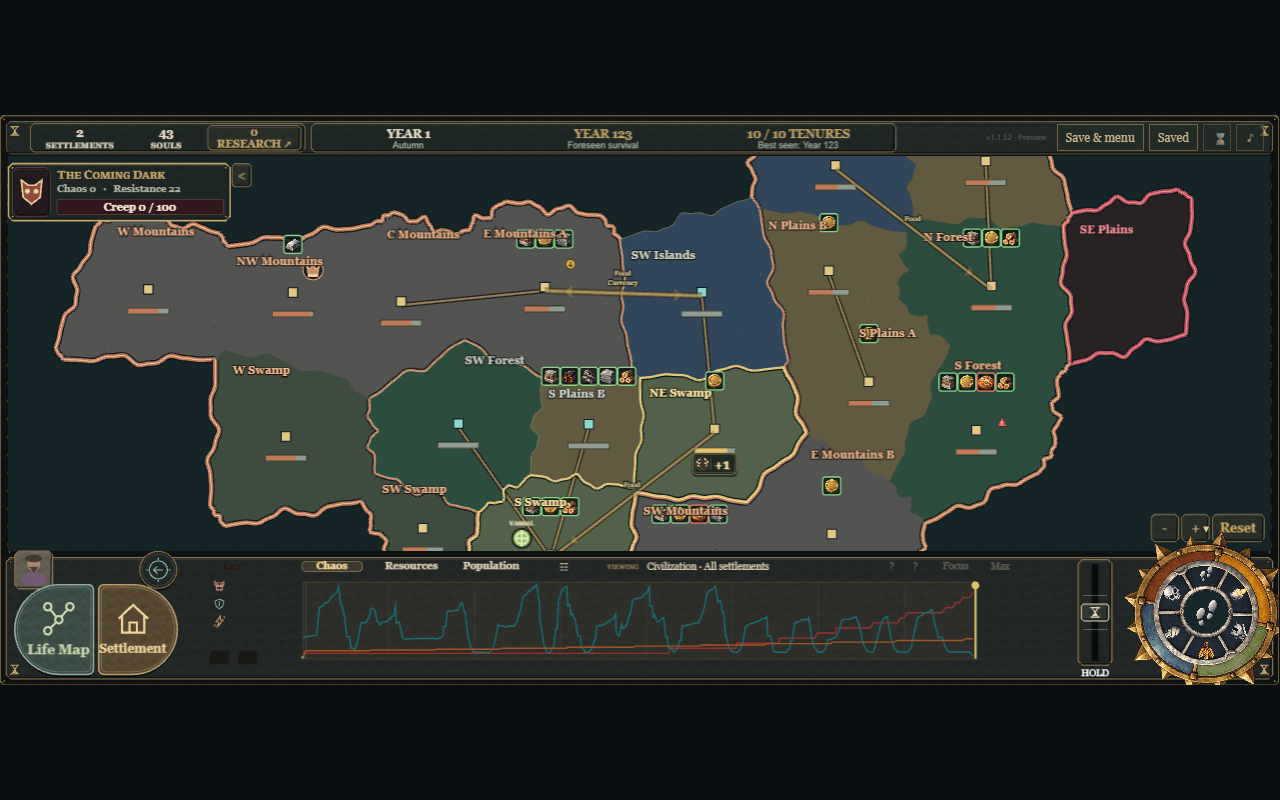 2
SETTLEMENTS
43
SOULS
0
RESEARCH ↗
YEAR 1
Autumn
YEAR 123
Foreseen survival
10 / 10 TENURES
Best seen: Year 123
v1.1.52 · Preview
Save & menu
Saved
THE COMING DARK
Chaos 0 · Resistance 22
Creep 0 / 100
<
W Mountains
NW Mountains
C Mountains
E Mountains A
SW Islands
N Plains B
Food
N Forest
SE Plains
Food
Currency
S Plains A
W Swamp
SW Forest
S Plains B
NE Swamp
S Forest
+1
E Mountains B
SW Swamp
S Swamp
Food
SW Mountains
VASSAL
-
+
Reset
Chaos
Resources
Population
VIEWING
Civilization · All settlements
?
?
Focus
Max
Life Map
Settlement
HOLD